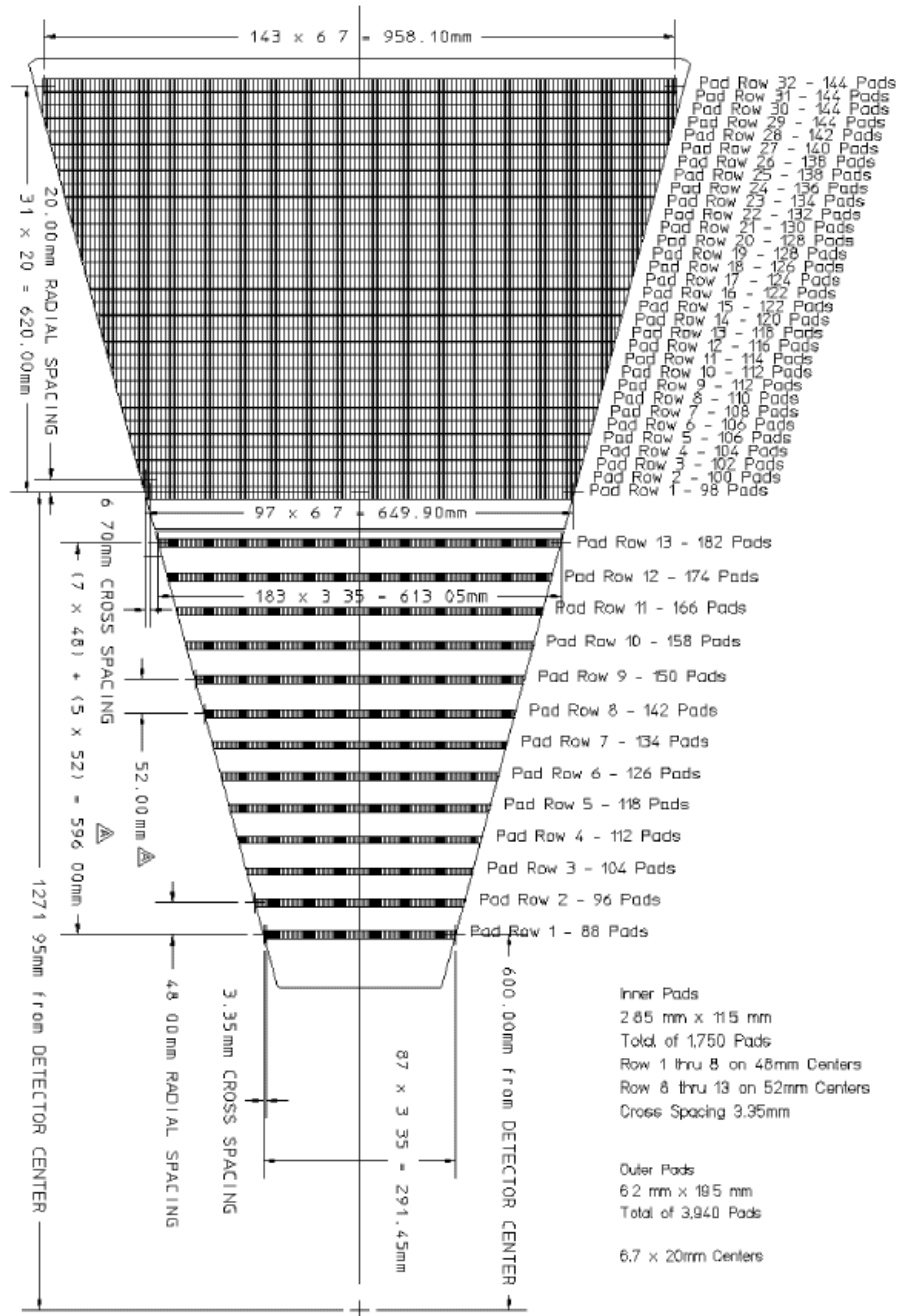 143 x 6 7 = 958.10mm
Pad Row 32 - 144 Pads
Pad Row 31 - 144 Pads
Pad Row 30 - 144 Pads
Pad Row 29 - 144 Pads
Pad Row 28 - 142 Pads
Pad Row 27 - 140 Pads
Pad Row 26 - 138 Pads
Pad Row 25 - 138 Pads
Pad Row 24 - 136 Pads
Pad Row 23 - 134 Pads
Pad Row 22 - 132 Pads
Pad Row 21 - 130 Pads
Pad Row 20 - 128 Pads
Pad Row 19 - 128 Pads
Pad Row 18 - 126 Pads
Pad Row 17 - 124 Pads
Pad Row 16 - 122 Pads
Pad Row 15 - 122 Pads
Pad Row 14 - 120 Pads
Pad Row 13 - 118 Pads
Pad Row 12 - 116 Pads
Pad Row 11 - 114 Pads
Pad Row 10 - 112 Pads
Pad Row 9 - 112 Pads
Pad Row 8 - 110 Pads
Pad Row 7 - 108 Pads
Pad Row 6 - 106 Pads
Pad Row 5 - 106 Pads
Pad Row 4 - 104 Pads
Pad Row 3 - 102 Pads
Pad Row 2 - 100 Pads
Pad Row 1 - 98 Pads
20.00mm RADIAL SPACING
31 x 20 = 620.00mm
97 x 6 7 = 649.90mm
Pad Row 13 - 182 Pads
Pad Row 12 - 174 Pads
183 x 3 35 - 613 05mm
Pad Row 11 - 166 Pads
Pad Row 10 - 158 Pads
Pad Row 9 - 150 Pads
Pad Row 8 - 142 Pads
Pad Row 7 - 134 Pads
Pad Row 6 - 126 Pads
Pad Row 5 - 118 Pads
Pad Row 4 - 112 Pads
Pad Row 3 - 104 Pads
Pad Row 2 - 96 Pads
Pad Row 1 - 88 Pads
6 70mm CROSS SPACING
(7 x 48) + (5 x 52) = 596 00mm
52.00mm
1271 95mm from DETECTOR CENTER
48 00mm RADIAL SPACING
3.35mm CROSS SPACING
87 x 3 35 = 291.45mm
600.00mm from DETECTOR CENTER
Inner Pads
2 85 mm x 11 5 mm
Total of 1,750 Pads
Row 1 thru 8 on 48mm Centers
Row 8 thru 13 on 52mm Centers
Cross Spacing 3.35mm
Outer Pads
6 2 mm x 19 5 mm
Total of 3,940 Pads
6.7 x 20mm Centers